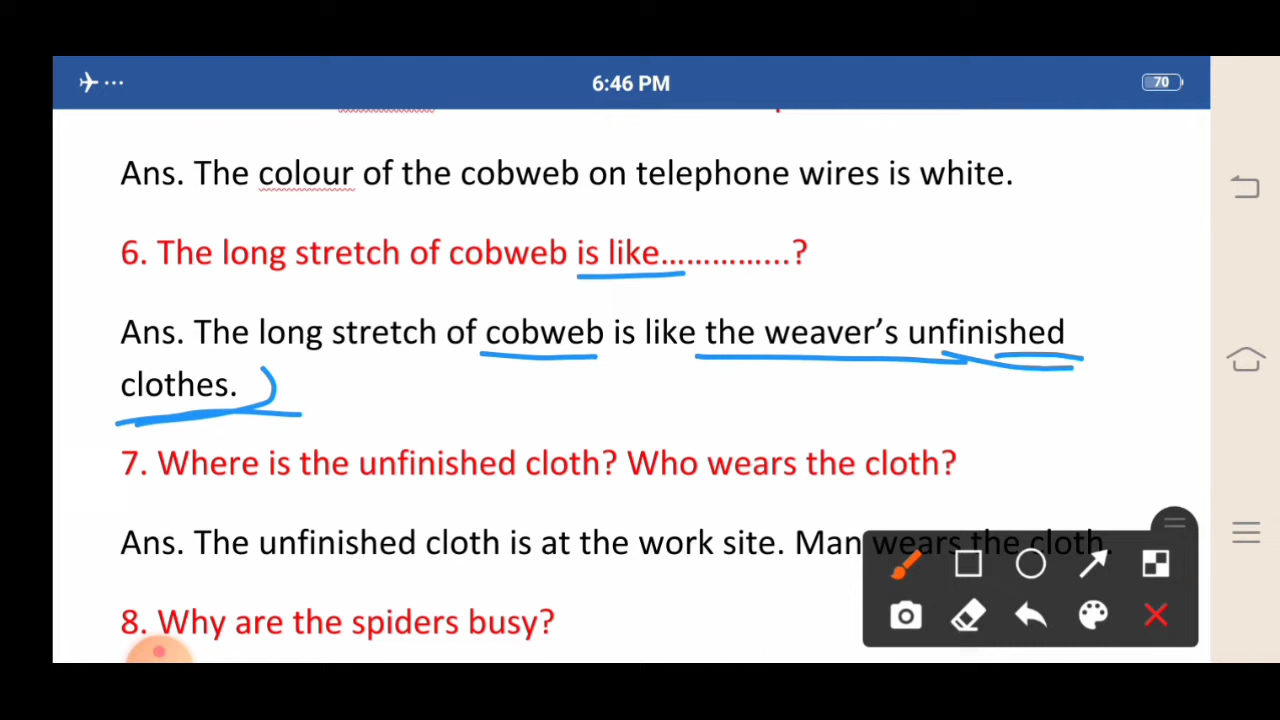 6:46 PM
70
Ans. The colour of the cobweb on telephone wires is white.
6. The long stretch of cobweb is like...............?
Ans. The long stretch of cobweb is like the weaver’s unfinished
clothes.
7. Where is the unfinished cloth? Who wears the cloth?
Ans. The unfinished cloth is at the work site. Man wears the cloth.
8. Why are the spiders busy?